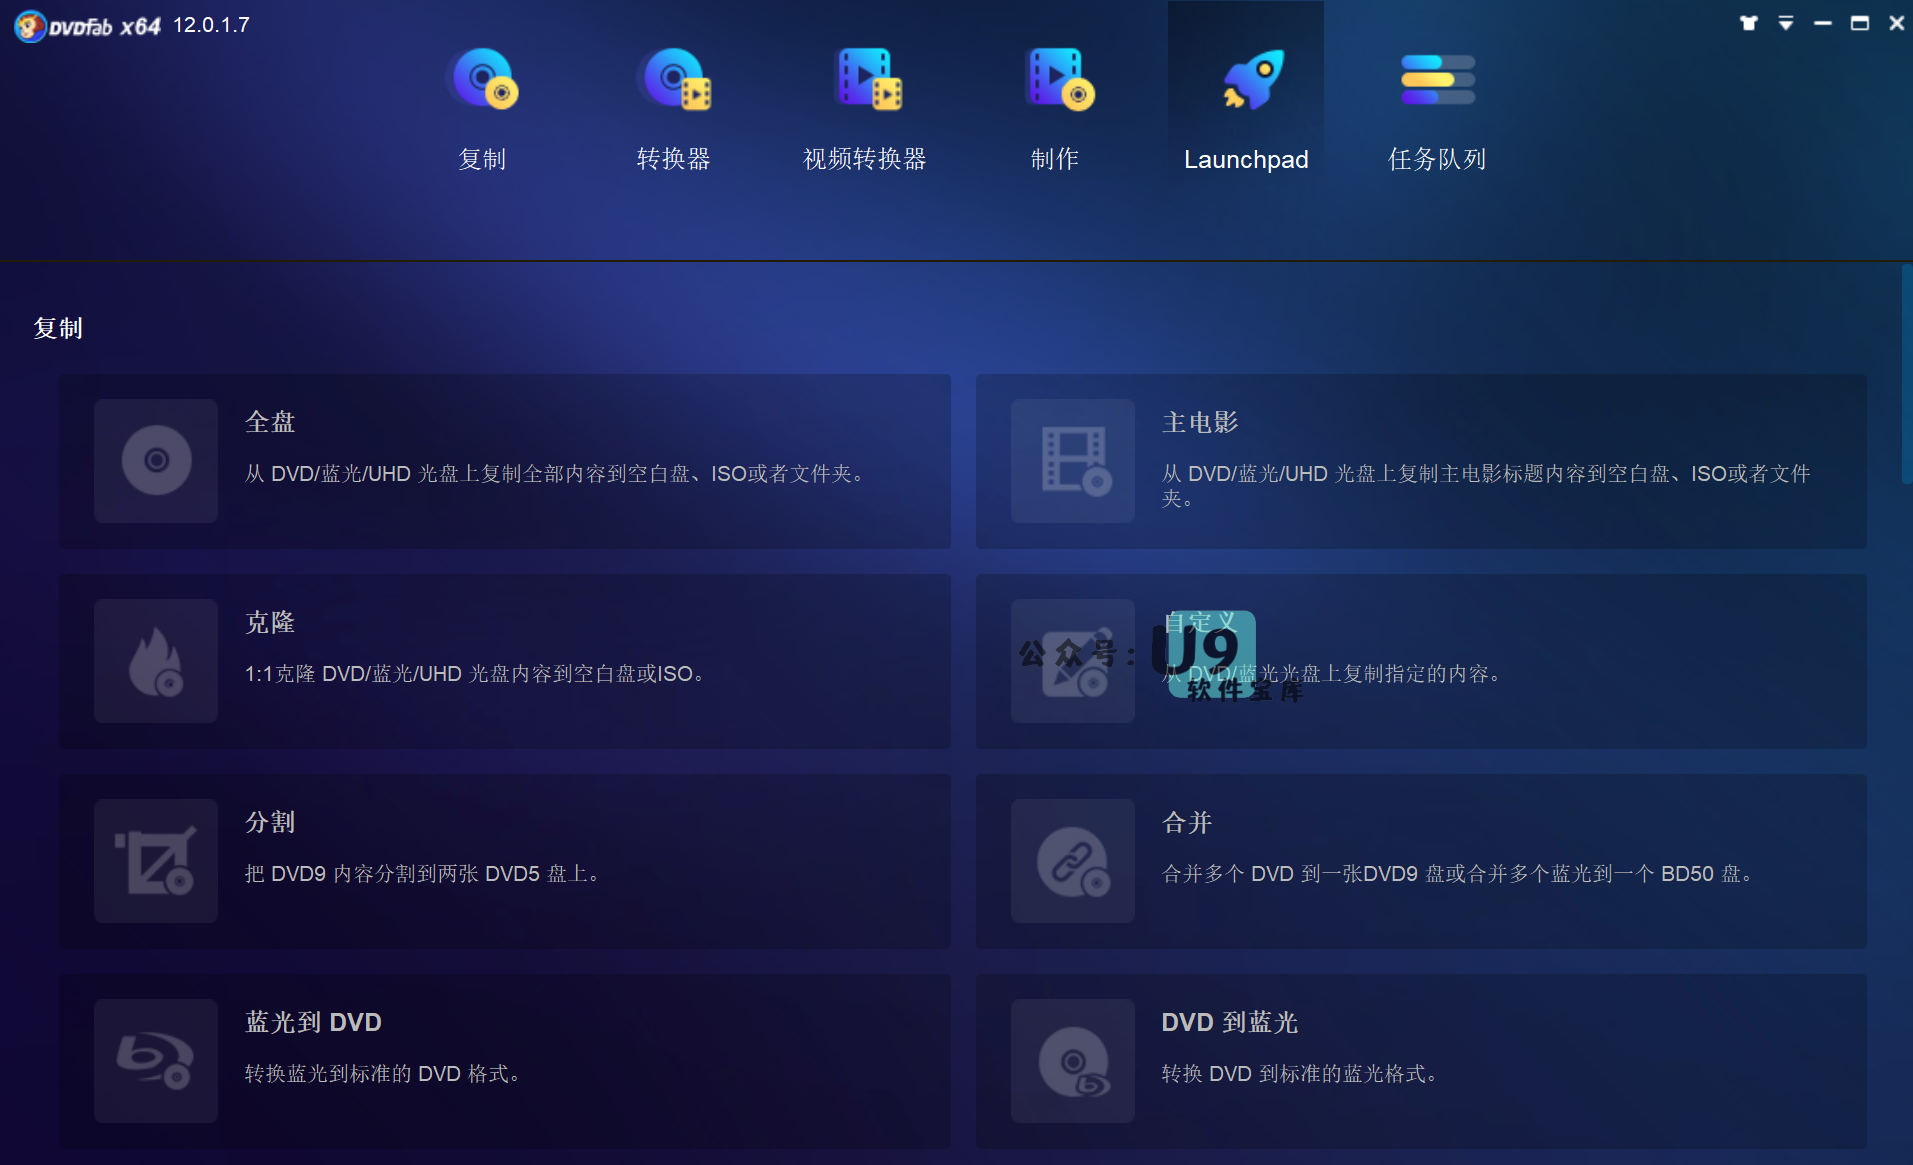 DVDFab x64 12.0.1.7
复制
转换器
视频转换器
制作
Launchpad
任务队列
复制
全盘
从 DVD/蓝光/UHD 光盘上复制全部内容到空白盘、ISO或者文件夹。
主电影
从 DVD/蓝光/UHD 光盘上复制主电影标题内容到空白盘、ISO或者文件
夹。
克隆
1:1克隆 DVD/蓝光/UHD 光盘内容到空白盘或ISO。
自定义
从 DVD/蓝光光盘上复制指定的内容。
公众号：U9
软件宝库
分割
把 DVD9 内容分割到两张 DVD5 盘上。
合并
合并多个 DVD 到一张DVD9 盘或合并多个蓝光到一个 BD50 盘。
蓝光到 DVD
转换蓝光到标准的 DVD 格式。
DVD 到蓝光
转换 DVD 到标准的蓝光格式。